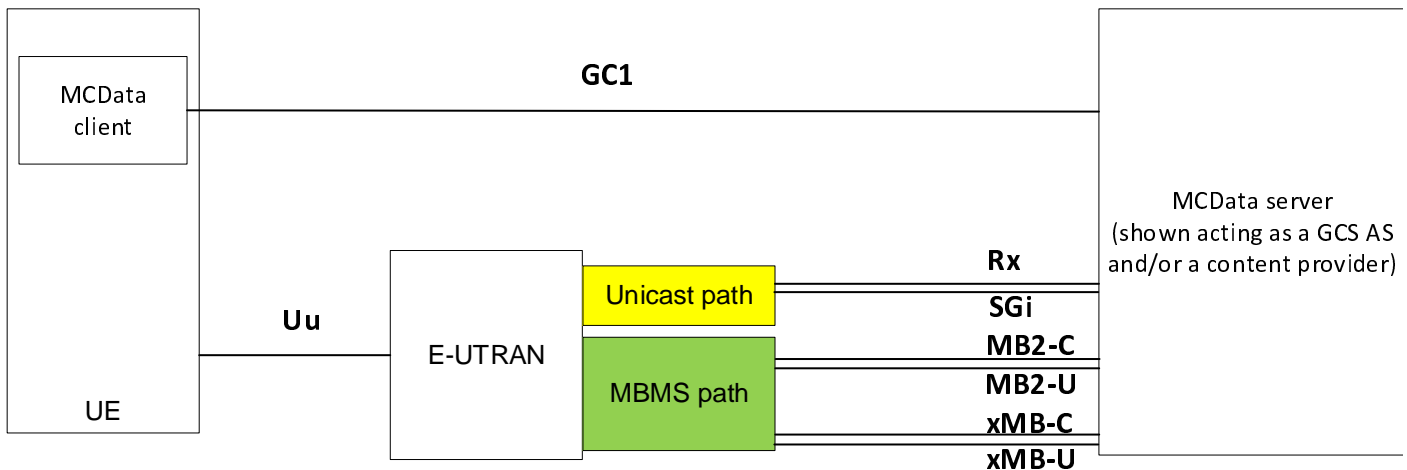 GC1
MCData
client
MCData server
(shown acting as a GCS AS
and/or a content provider)
Rx
Unicast path
SGi
Uu
MB2-C
E-UTRAN
MB2-U
MBMS path
UE
xMB-C
xMB-U